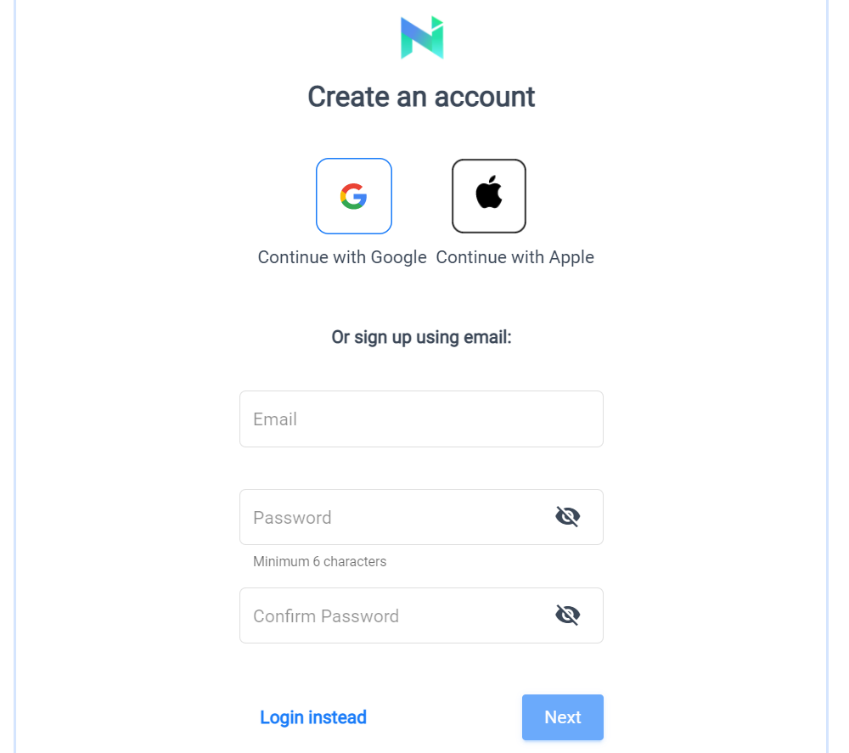 Create an account
Continue with Google Continue with Apple
Or sign up using email:
Email
Password
Minimum 6 characters
Confirm Password
Login instead Next